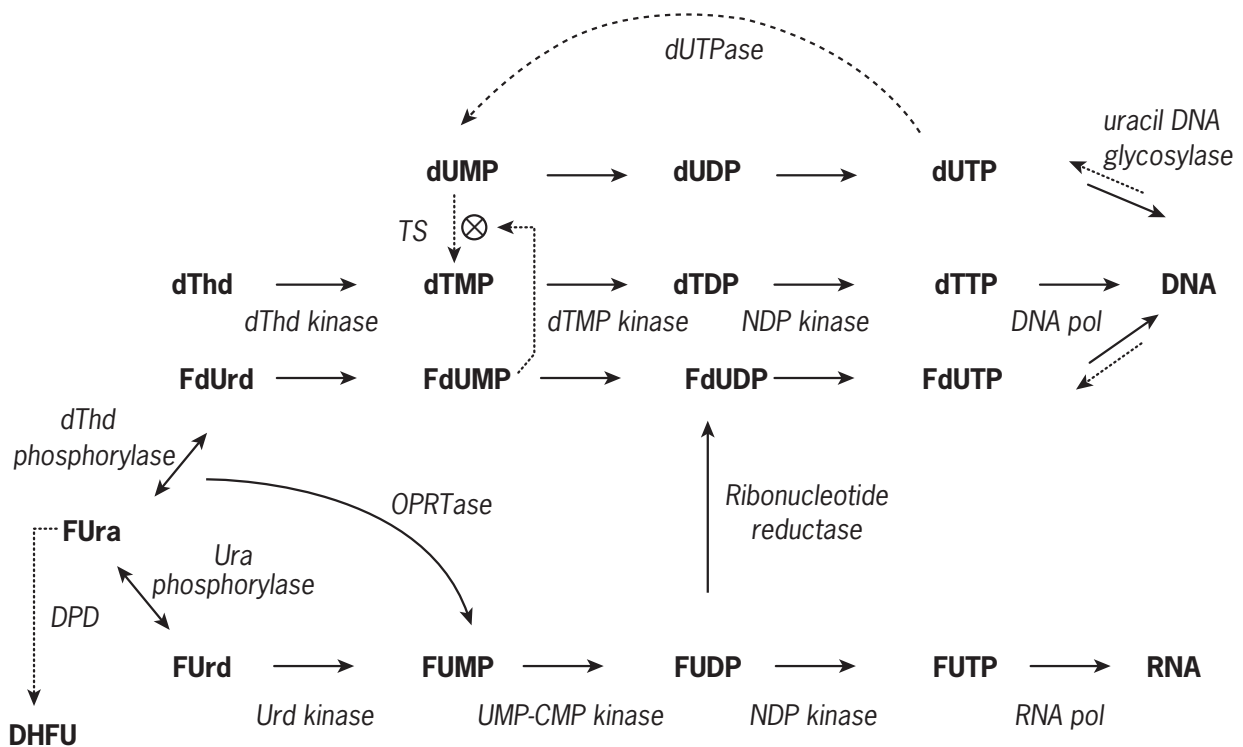 dUTPase
uracil DNA
glycosylase
dUMP dUDP dUTP
TS
dThd dTMP dTDP dTTP DNA
dThd kinase dTMP kinase NDP kinase DNA pol
FdUrd FdUMP FdUDP FdUTP
dThd
phosphorylase
OPRTase
Ribonucleotide
reductase
FUra
Ura
phosphorylase
DPD
FUrd FUMP FUDP FUTP RNA
Urd kinase UMP-CMP kinase NDP kinase RNA pol
DHFU